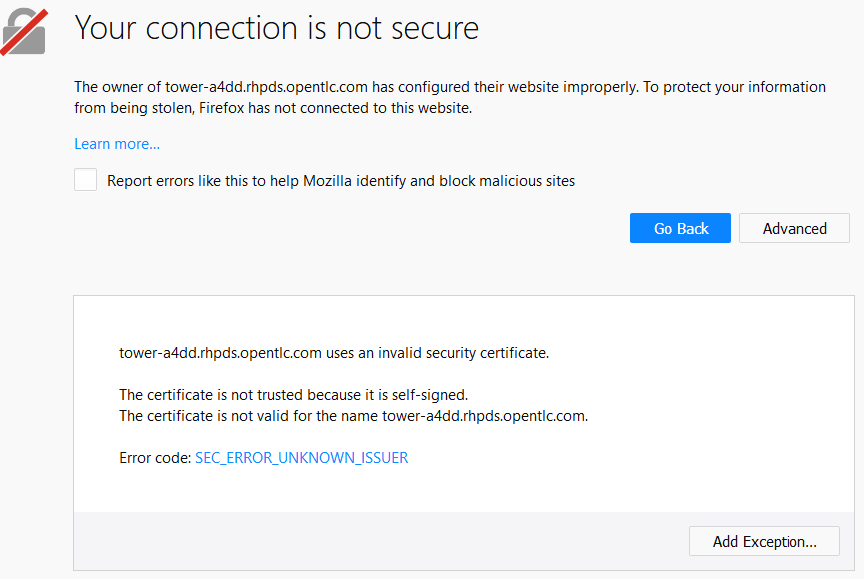 Your connection is not secure
The owner of tower-a4dd.rhpds.opentlc.com has configured their website improperly. To protect your information
from being stolen, Firefox has not connected to this website.
Learn more...
Report errors like this to help Mozilla identify and block malicious sites
Go Back
Advanced
tower-a4dd.rhpds.opentlc.com uses an invalid security certificate.
The certificate is not trusted because it is self-signed.
The certificate is not valid for the name tower-a4dd.rhpds.opentlc.com.
Error code: SEC_ERROR_UNKNOWN_ISSUER
Add Exception...